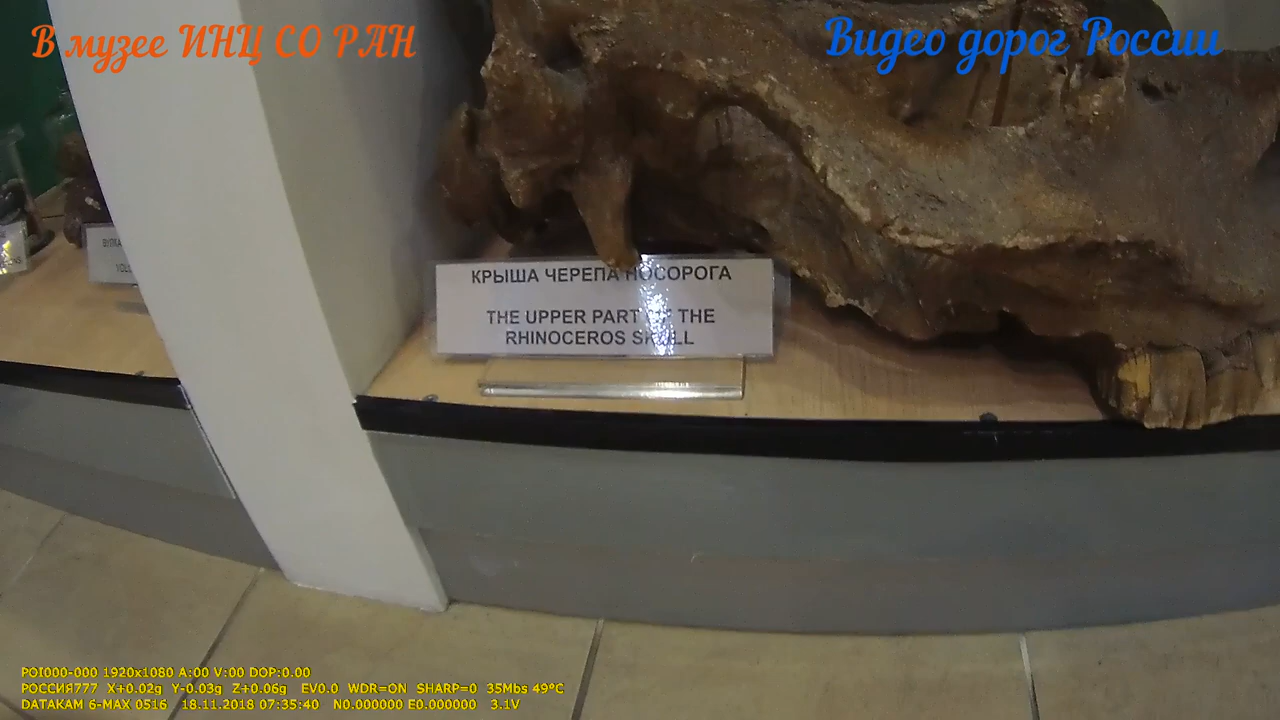 В музее ИНЦ СО РАН
Видео дорог России
КРЫША ЧЕРЕПА НОСОРОГА
THE UPPER PART THE
RHINOCEROS SKULL
POI000-000 1920x1080 A:00 V:00 DOP:0.00
РОССИЯ777 X+0.02g Y-0.03g Z+0.06g EV0.0 WDR=ON SHARP=0 35Mbs 49°C
DATAKAM 6-MAX 0516 18.11.2018 07:35:40 N0.000000 E0.000000 3.1V